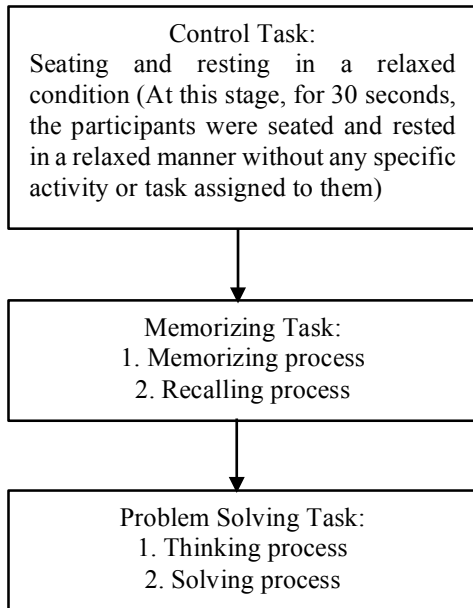 Control Task:
Seating and resting in a relaxed
condition (At this stage, for 30 seconds,
the participants were seated and rested
in a relaxed manner without any specific
activity or task assigned to them)
Memorizing Task:
1. Memorizing process
2. Recalling process
Problem Solving Task:
1. Thinking process
2. Solving process